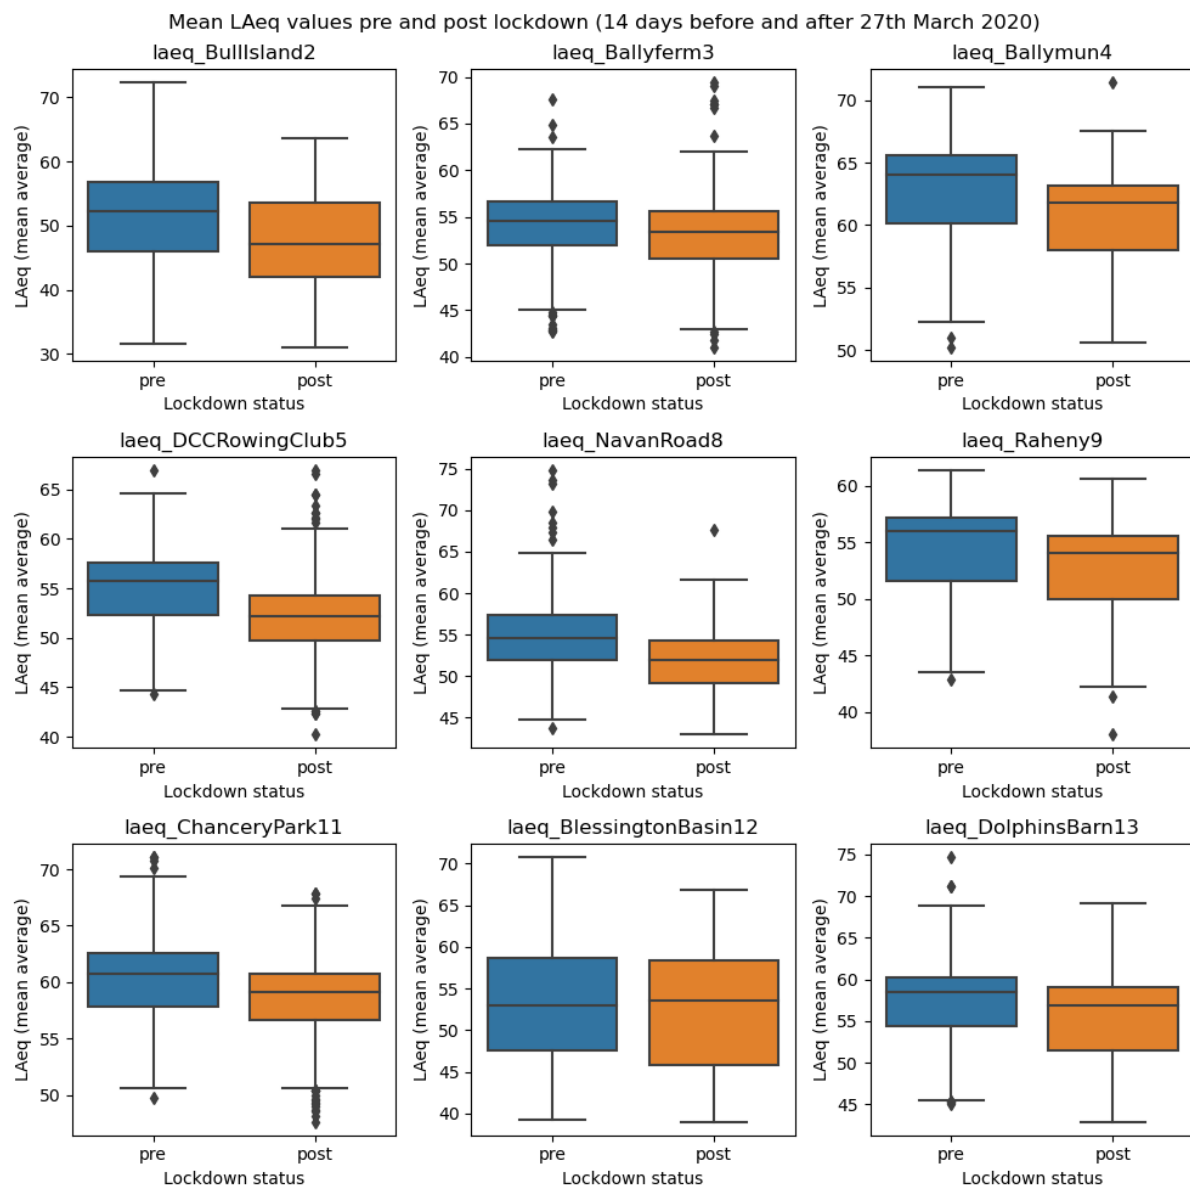 Mean LAeq values pre and post lockdown (14 days before and after 27th March 2020)
laeq_BullIsland2
LAeq (mean average)
70
60
50
40
30
pre post
Lockdown status
laeq_Ballyferm3
LAeq (mean average)
70
65
60
55
50
45
40
pre post
Lockdown status
laeq_Ballymun4
LAeq (mean average)
70
65
60
55
50
pre post
Lockdown status
laeq_DCCRowingClub5
LAeq (mean average)
65
60
55
50
45
40
pre post
Lockdown status
laeq_NavanRoad8
LAeq (mean average)
75
70
65
60
55
50
45
pre post
Lockdown status
laeq_Raheny9
LAeq (mean average)
60
55
50
45
40
pre post
Lockdown status
laeq_ChanceryPark11
LAeq (mean average)
70
65
60
55
50
pre post
Lockdown status
laeq_BlessingtonBasin12
LAeq (mean average)
70
65
60
55
50
45
40
pre post
Lockdown status
laeq_DolphinsBarn13
LAeq (mean average)
75
70
65
60
55
50
45
pre post
Lockdown status